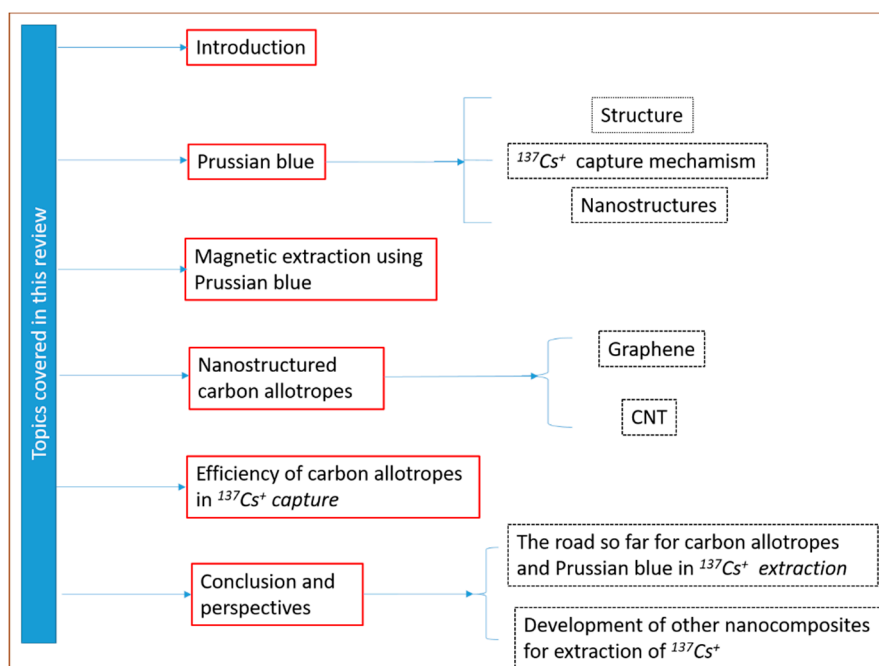 Topics covered in this review
Introduction
Prussian blue
Structure
¹³⁷Cs⁺ capture mechamism
Nanostructures
Magnetic extraction using
Prussian blue
Nanostructured
carbon allotropes
Graphene
CNT
Efficiency of carbon allotropes
in ¹³⁷Cs⁺ capture
Conclusion and
perspectives
The road so far for carbon allotropes
and Prussian blue in ¹³⁷Cs⁺ extraction
Development of other nanocomposites
for extraction of ¹³⁷Cs⁺